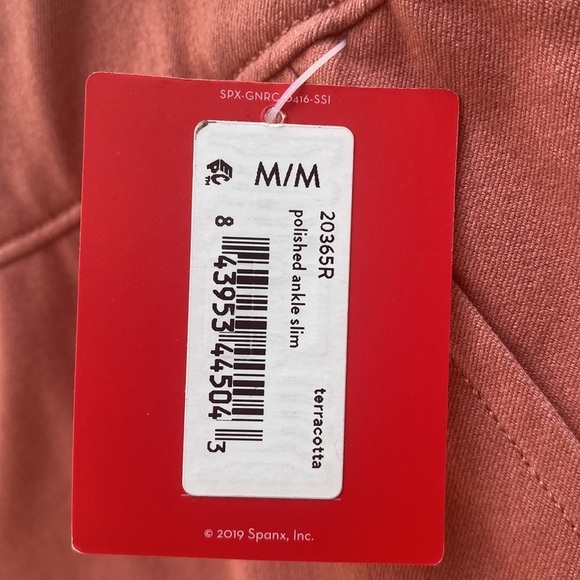 M/M
20365R
polished ankle slim
terracotta
8 43953 44504 3
© 2019 Spanx, Inc.